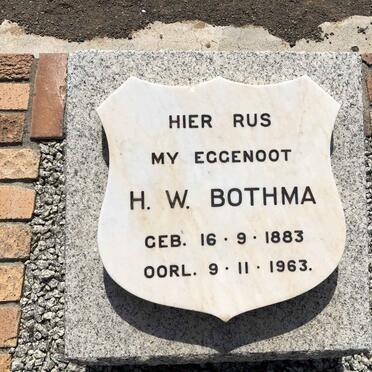 HIER RUS
MY EGGENOOT
H. W. BOTHMA
GEB. 16·9·1883
OORL. 9·11·1963.